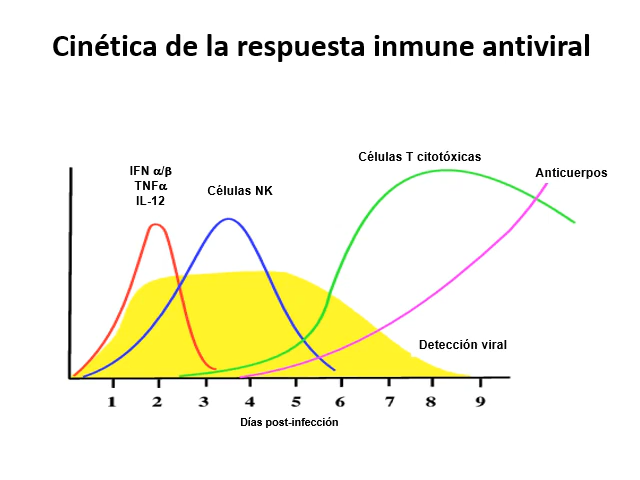 Cinética de la respuesta inmune antiviral
Células T citotóxicas
IFN α/β
TNFα
IL-12
Células NK
Anticuerpos
Detección viral
1 2 3 4 5 6 7 8 9
Días post-infección